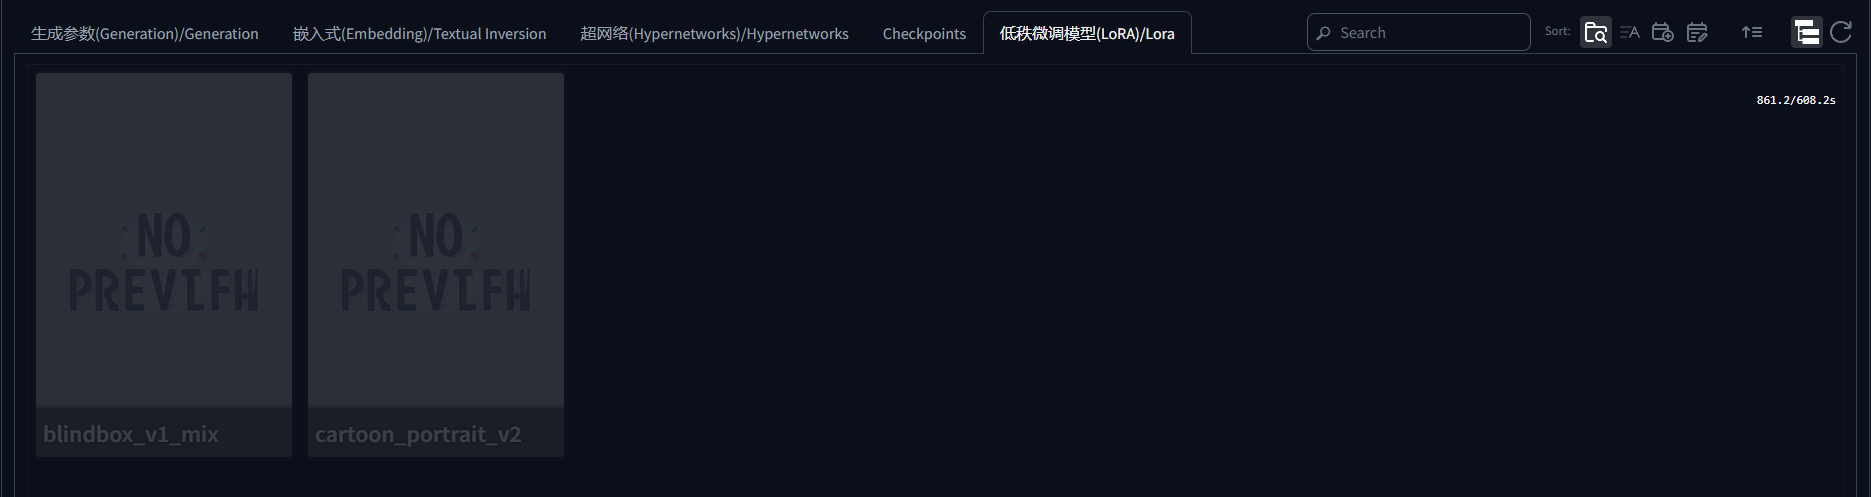 生成参数(Generation)/Generation
嵌入式(Embedding)/Textual Inversion
超网络(Hypernetworks)/Hypernetworks
Checkpoints
低秩微调模型(LoRA)/Lora
Search
Sort:
861.2/608.2s
NO
PREVIEW
NO
PREVIEW
blindbox_v1_mix
cartoon_portrait_v2